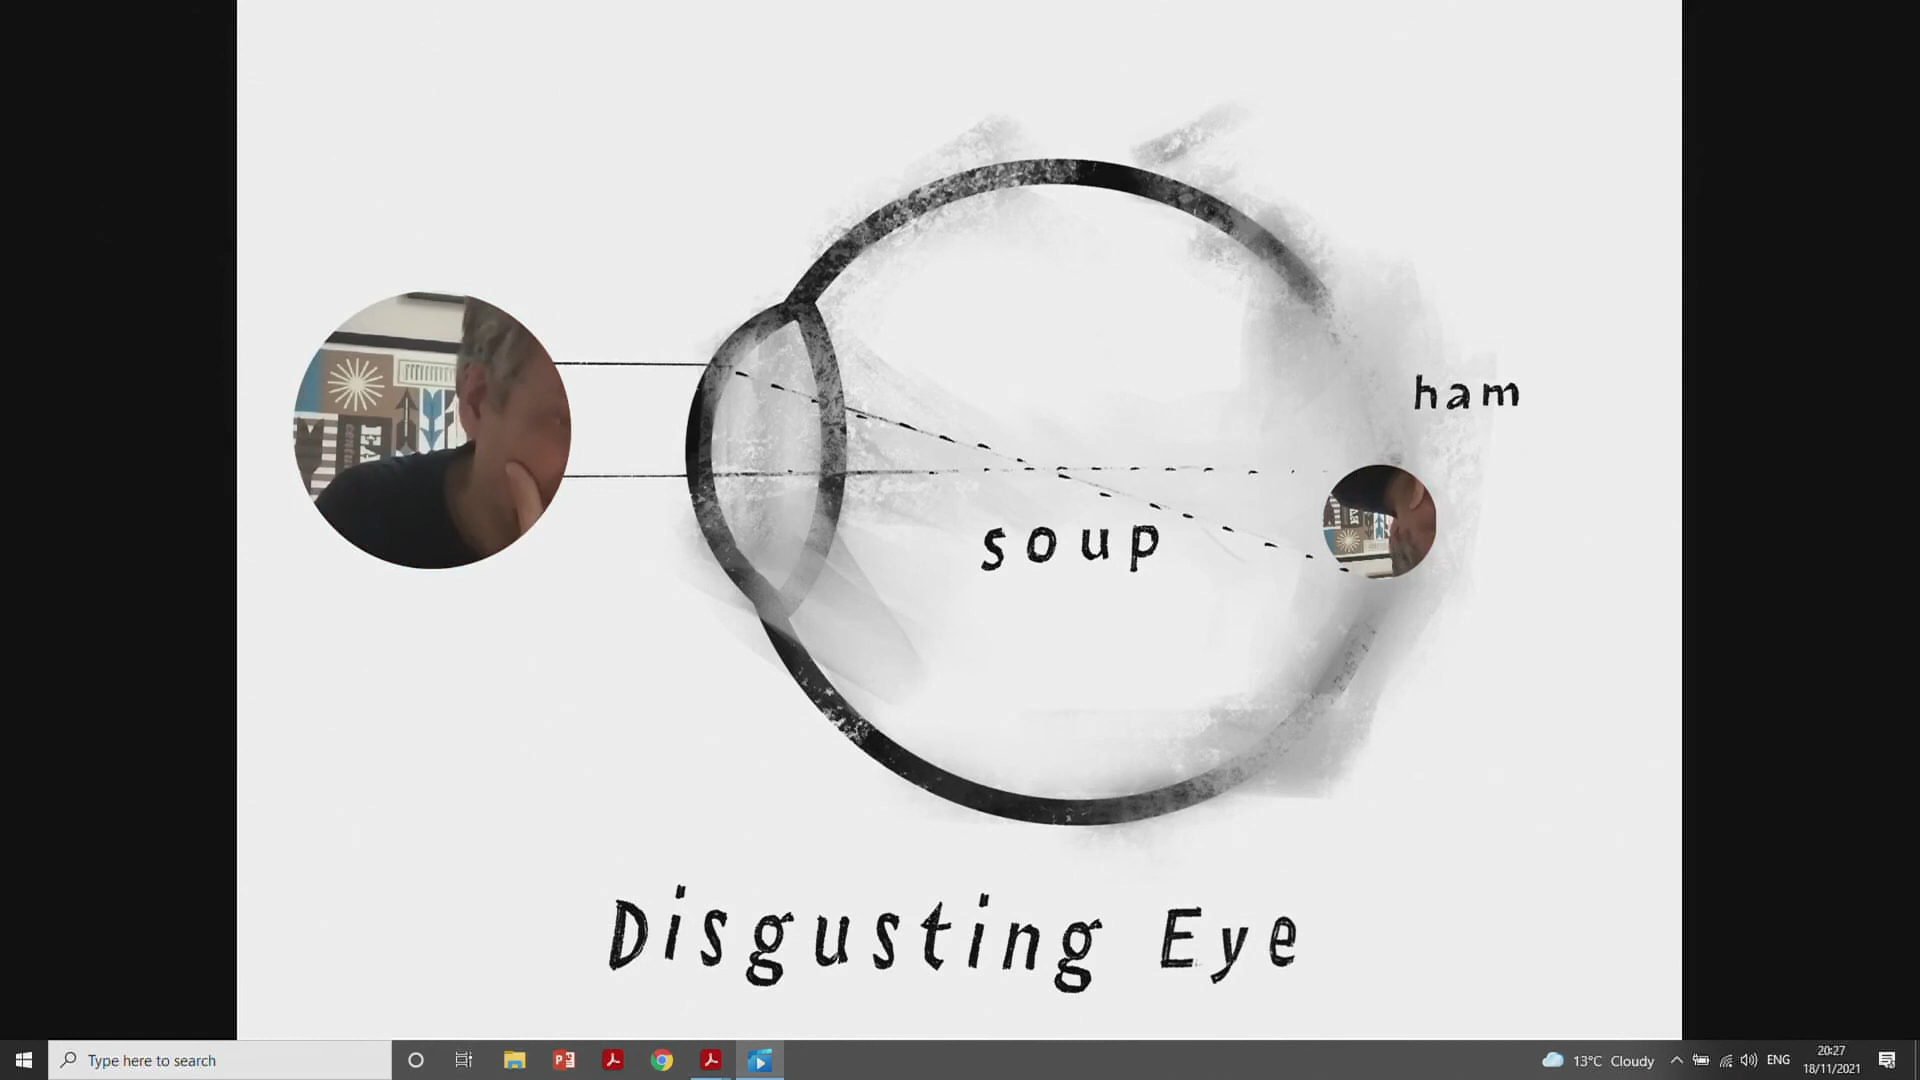 ham
soup
Disgusting Eye
Type here to search
13°C Cloudy
ENG
20:27
18/11/2021